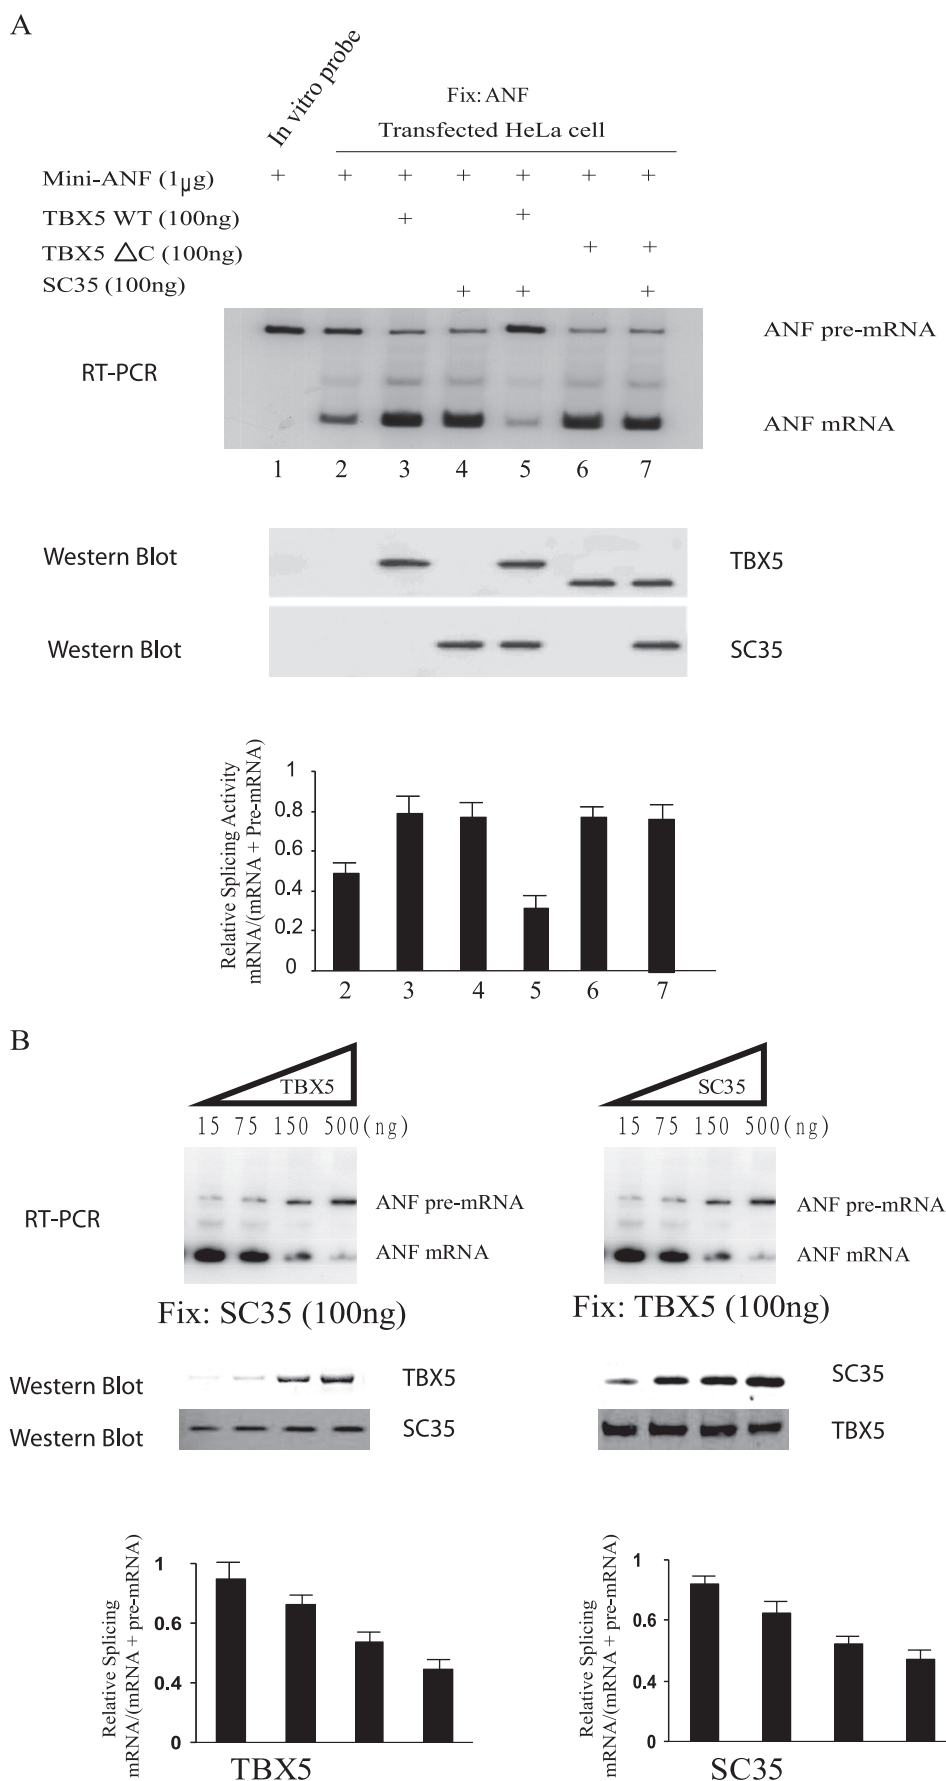 A
In vitro probe
Fix: ANF
Transfected HeLa cell
Mini-ANF (1μg) + + + + + + +
TBX5 WT (100ng) + +
TBX5 △C (100ng) + +
SC35 (100ng) + + +
RT-PCR
ANF pre-mRNA
ANF mRNA
1 2 3 4 5 6 7
Western Blot TBX5
Western Blot SC35
Relative Splicing Activity
mRNA/(mRNA + Pre-mRNA)
1
0.8
0.6
0.4
0.2
0
2 3 4 5 6 7
B
TBX5
15 75 150 500(ng)
RT-PCR
ANF pre-mRNA
ANF mRNA
Fix: SC35 (100ng)
Western Blot TBX5
Western Blot SC35
Relative Splicing
mRNA/(mRNA + pre-mRNA)
1
0.6
0.4
0
TBX5
SC35
15 75 150 500(ng)
ANF pre-mRNA
ANF mRNA
Fix: TBX5 (100ng)
SC35
TBX5
Relative Splicing
mRNA/(mRNA + pre-mRNA)
1
0.6
0.4
0
SC35